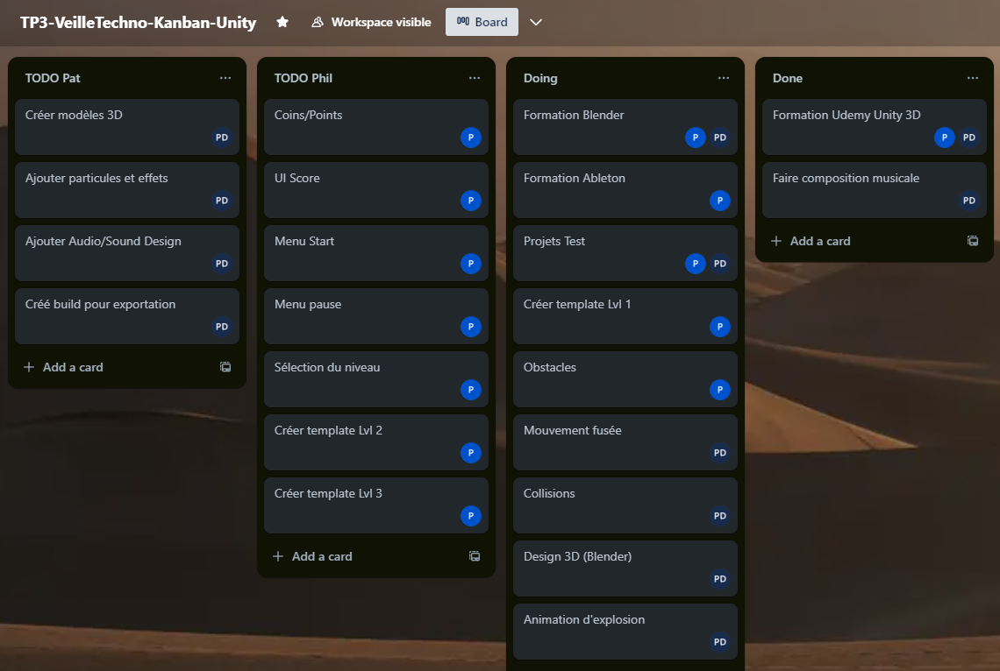 TP3-VeilleTechno-Kanban-Unity
Workspace visible
Board
TODO Pat
Créer modèles 3D
PD
Ajouter particules et effets
PD
Ajouter Audio/Sound Design
PD
Créé build pour exportation
PD
Add a card
TODO Phil
Coins/Points
P
UI Score
P
Menu Start
P
Menu pause
P
Sélection du niveau
P
Créer template Lvl 2
P
Créer template Lvl 3
P
Add a card
Doing
Formation Blender
P PD
Formation Ableton
P
Projets Test
P PD
Créer template Lvl 1
P
Obstacles
P
Mouvement fusée
PD
Collisions
PD
Design 3D (Blender)
PD
Animation d'explosion
PD
Done
Formation Udemy Unity 3D
P PD
Faire composition musicale
PD
Add a card